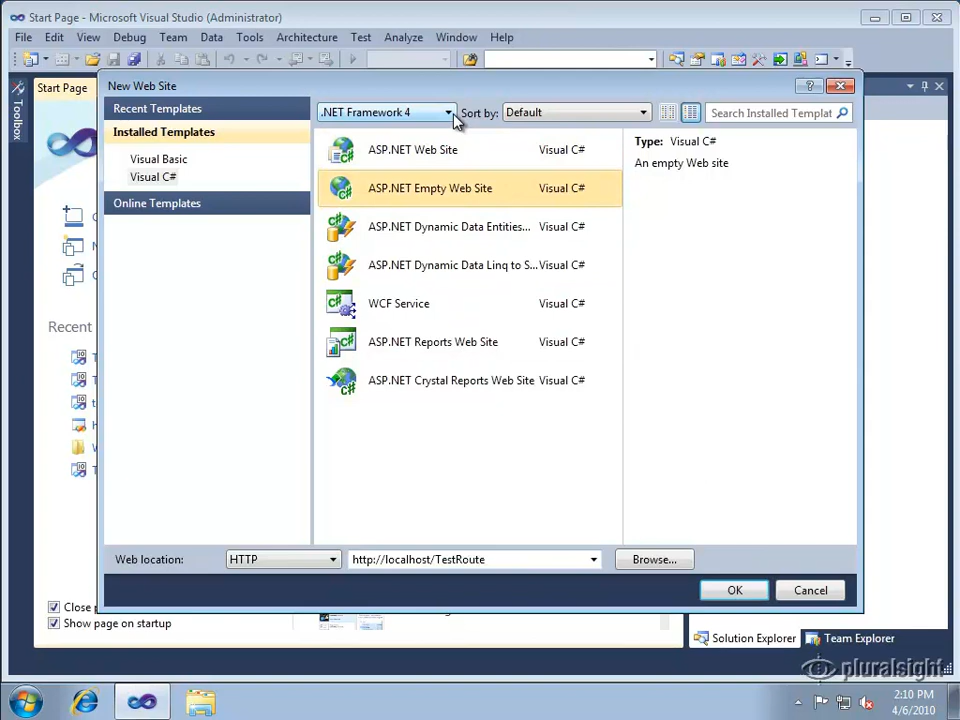 Start Page - Microsoft Visual Studio (Administrator)
File Edit View Debug Team Data Tools Architecture Test Analyze Window Help
Toolbox
Start Page
New Web Site
Recent Templates
Installed Templates
Visual Basic
Visual C#
Online Templates
.NET Framework 4
Sort by: Default
Search Installed Templat
ASP.NET Web Site Visual C#
ASP.NET Empty Web Site Visual C#
ASP.NET Dynamic Data Entities... Visual C#
ASP.NET Dynamic Data Linq to S... Visual C#
WCF Service Visual C#
ASP.NET Reports Web Site Visual C#
ASP.NET Crystal Reports Web Site Visual C#
Type: Visual C#
An empty Web site
Recent
Web location: HTTP http://localhost/TestRoute Browse...
OK Cancel
Close
Show page on startup
Solution Explorer Team Explorer
pluralsight
2:10 PM
4/6/2010